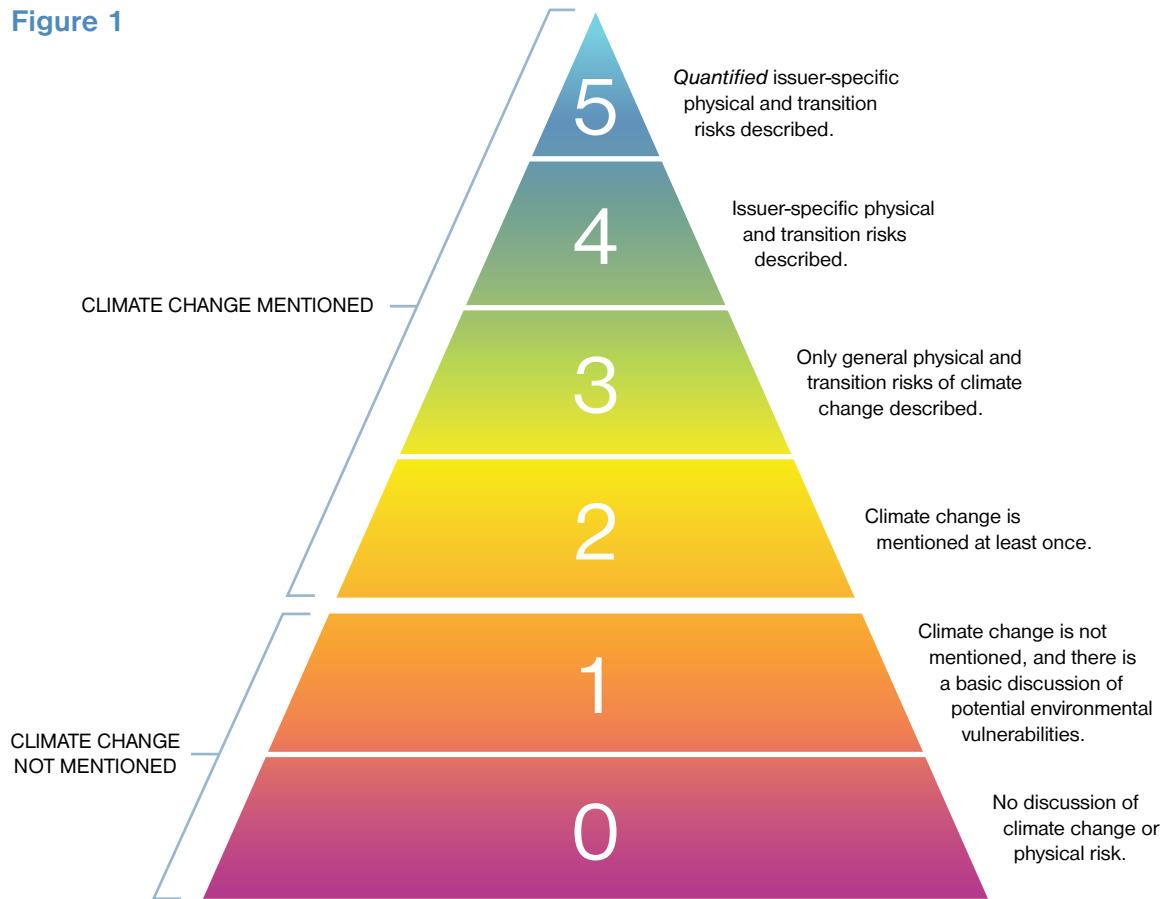 Figure 1
5
Quantified issuer-specific
physical and transition
risks described.
4
Issuer-specific physical
and transition risks
described.
CLIMATE CHANGE MENTIONED
3
Only general physical and
transition risks of climate
change described.
2
Climate change is
mentioned at least once.
1
Climate change is not
mentioned, and there is
a basic discussion of
potential environmental
vulnerabilities.
CLIMATE CHANGE
NOT MENTIONED
0
No discussion of
climate change or
physical risk.